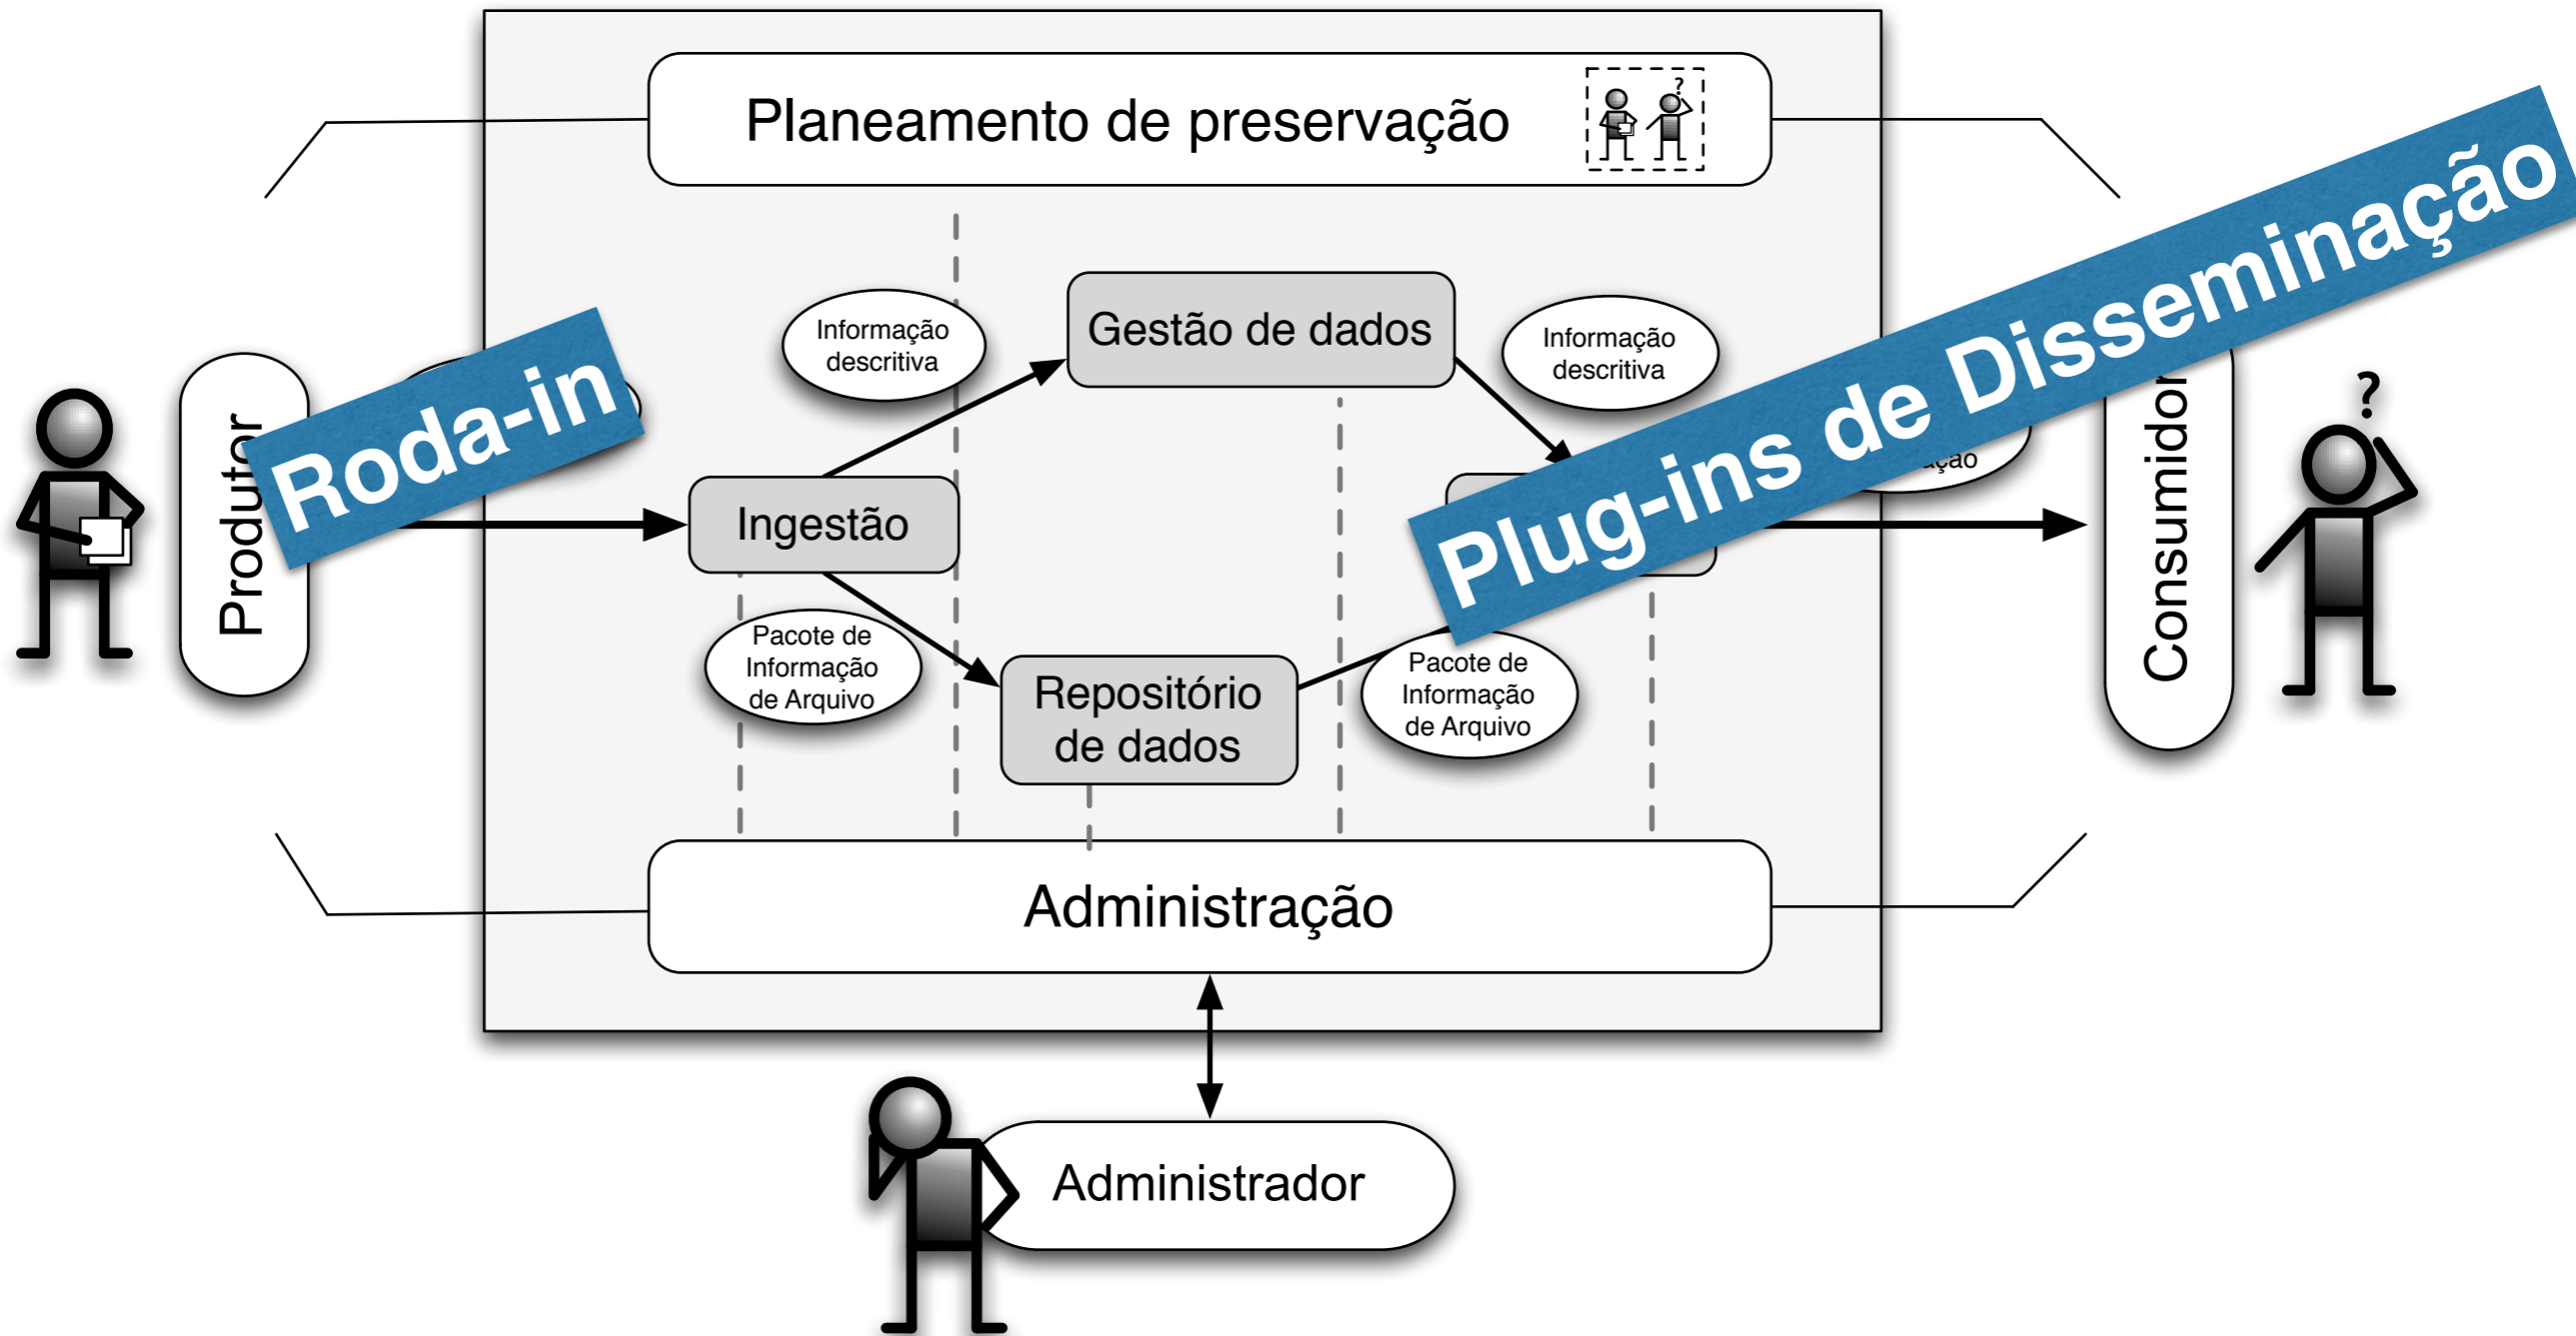 Planeamento de preservação
?
Plug-ins de Disseminação
Roda-in
Informação
descritiva
Gestão de dados
Informação
descritiva
Produtor
Ingestão
Consumidor
?
Pacote de
Informação
de Arquivo
Repositório
de dados
Pacote de
Informação
de Arquivo
Administração
Administrador